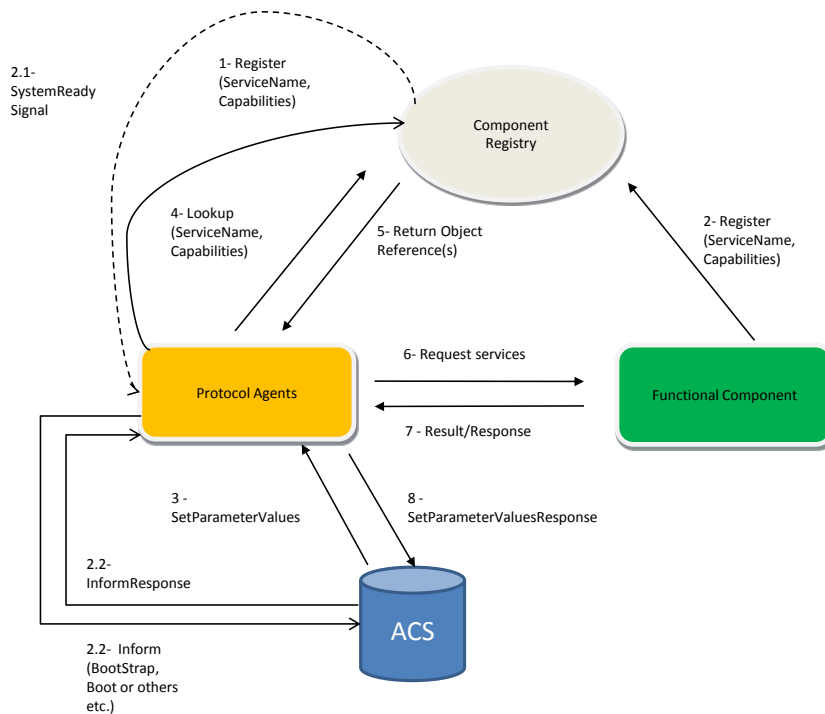 2.1-
SystemReady
Signal
1- Register
(ServiceName,
Capabilities)
Component
Registry
4- Lookup
(ServiceName,
Capabilities)
5- Return Object
Reference(s)
2- Register
(ServiceName,
Capabilities)
Protocol Agents
6- Request services
Functional Component
7 - Result/Response
3 -
SetParameterValues
8 -
SetParameterValuesResponse
2.2-
InformResponse
ACS
2.2-  Inform
(BootStrap,
Boot or others
etc.)